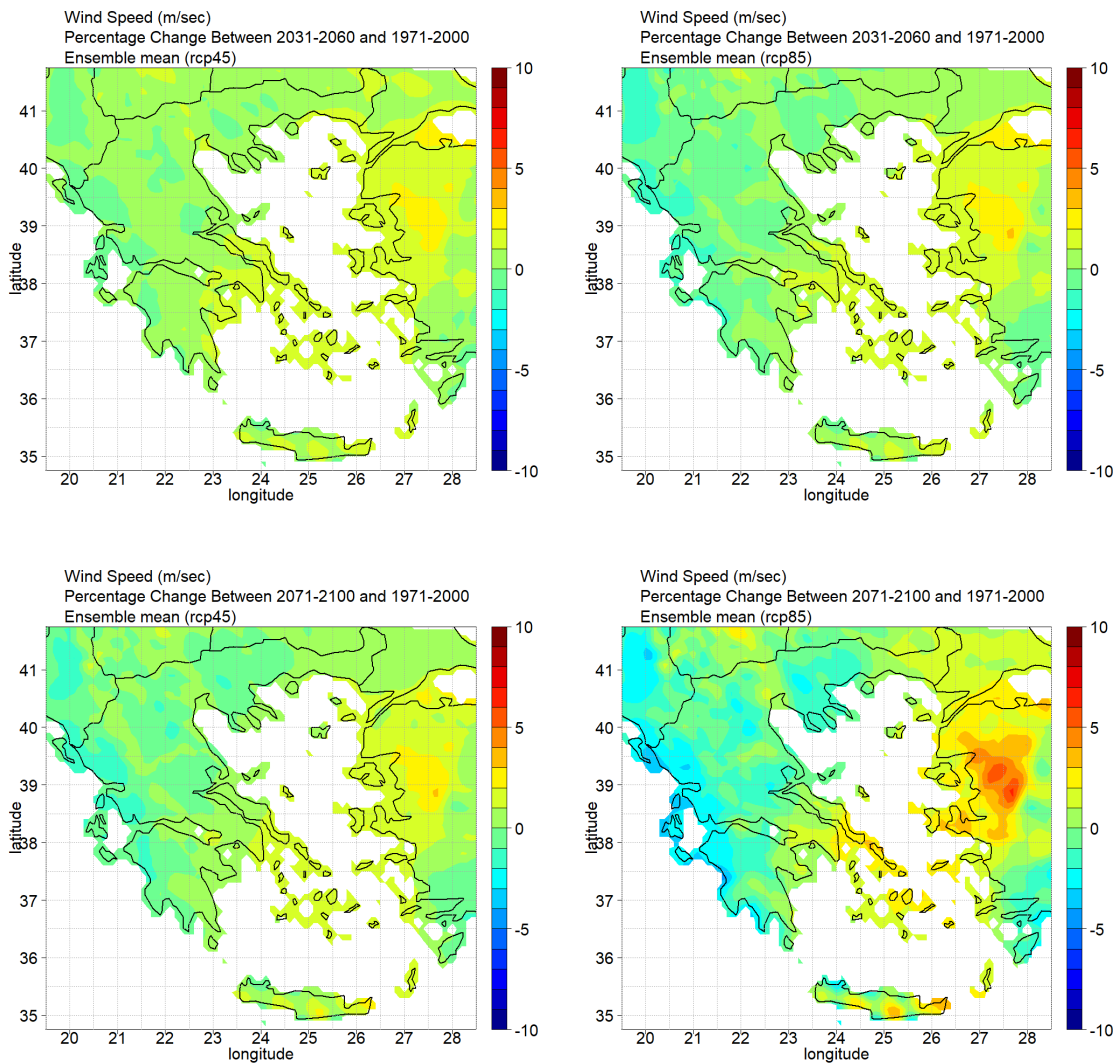 Wind Speed (m/sec)
Percentage Change Between 2031-2060 and 1971-2000
Ensemble mean (rcp45)
10
5
0
-5
-10
41
40
39
38
37
36
35
latitude
20 21 22 23 24 25 26 27 28
longitude
Wind Speed (m/sec)
Percentage Change Between 2031-2060 and 1971-2000
Ensemble mean (rcp85)
10
5
0
-5
-10
41
40
39
38
37
36
35
latitude
20 21 22 23 24 25 26 27 28
longitude
Wind Speed (m/sec)
Percentage Change Between 2071-2100 and 1971-2000
Ensemble mean (rcp45)
10
5
0
-5
-10
41
40
39
38
37
36
35
latitude
20 21 22 23 24 25 26 27 28
longitude
Wind Speed (m/sec)
Percentage Change Between 2071-2100 and 1971-2000
Ensemble mean (rcp85)
10
5
0
-5
-10
41
40
39
38
37
36
35
latitude
20 21 22 23 24 25 26 27 28
longitude